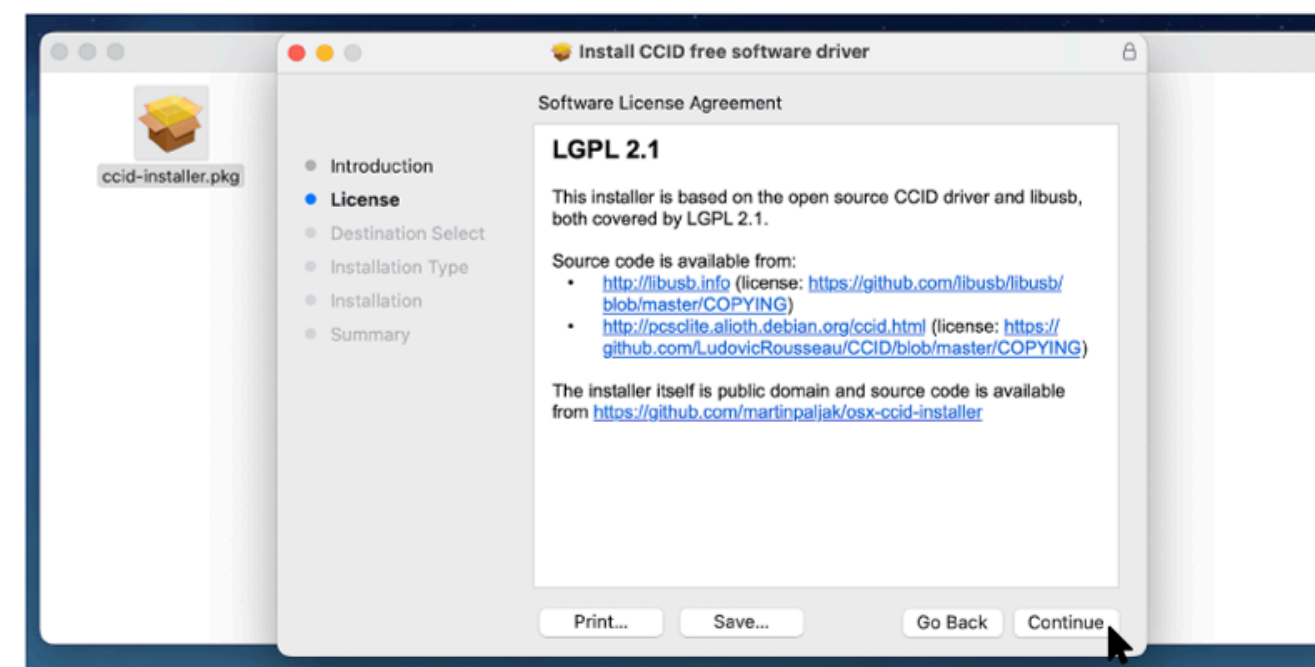 Install CCID free software driver
ccid-installer.pkg
Introduction
License
Destination Select
Installation Type
Installation
Summary
Software License Agreement
LGPL 2.1
This installer is based on the open source CCID driver and libusb,
both covered by LGPL 2.1.
Source code is available from:
• http://libusb.info (license: https://github.com/libusb/libusb/
blob/master/COPYING)
• http://pcsclite.alioth.debian.org/ccid.html (license: https://
github.com/LudovicRousseau/CCID/blob/master/COPYING)
The installer itself is public domain and source code is available
from https://github.com/martinpaljak/osx-ccid-installer
Print... Save... Go Back Continue